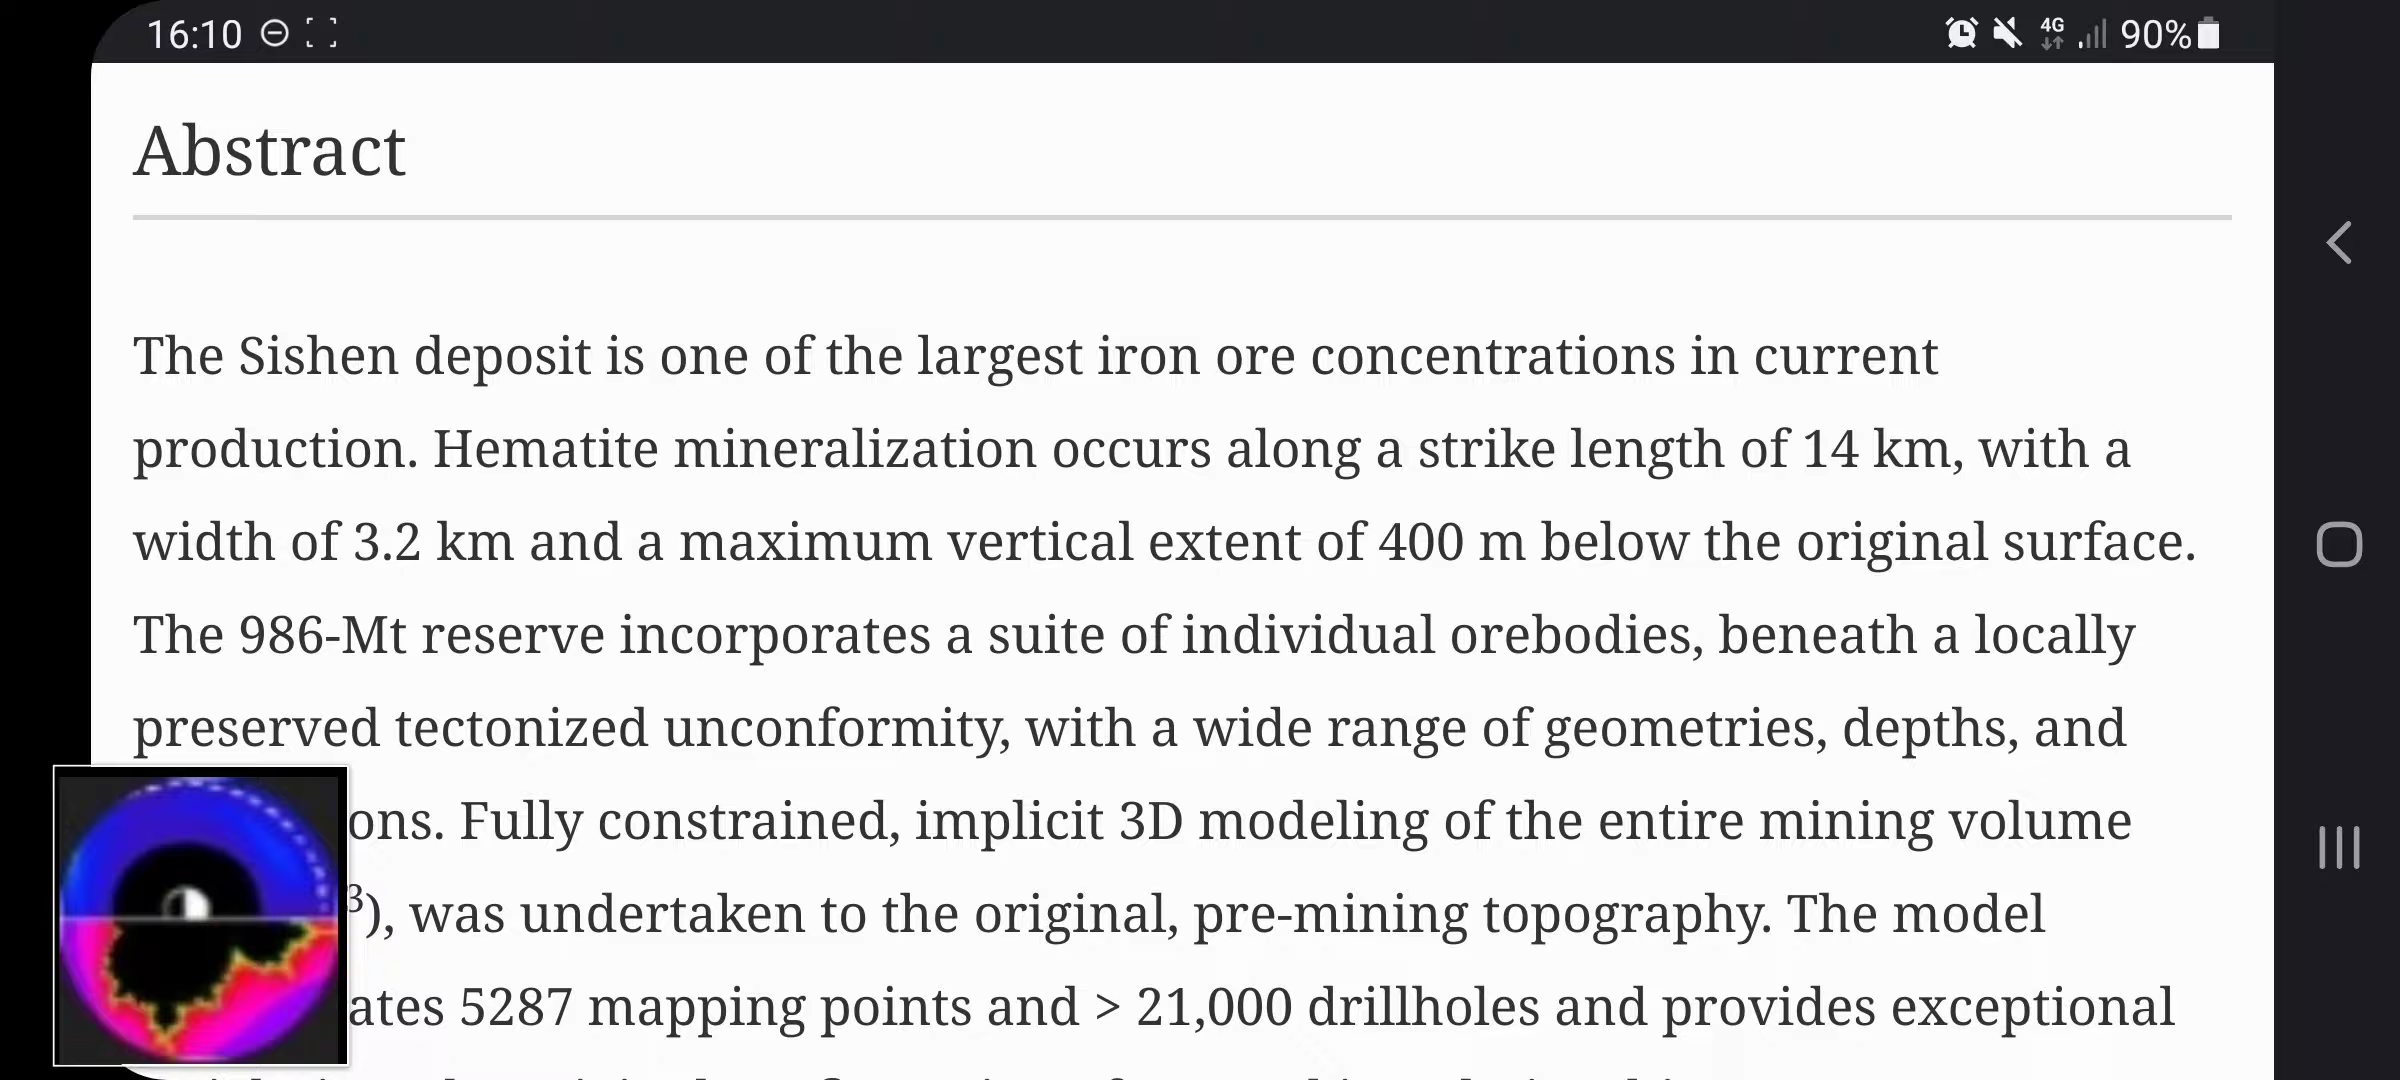 16:10 4G 90%
Abstract
The Sishen deposit is one of the largest iron ore concentrations in current
production. Hematite mineralization occurs along a strike length of 14 km, with a
width of 3.2 km and a maximum vertical extent of 400 m below the original surface.
The 986-Mt reserve incorporates a suite of individual orebodies, beneath a locally
preserved tectonized unconformity, with a wide range of geometries, depths, and
ons. Fully constrained, implicit 3D modeling of the entire mining volume
³), was undertaken to the original, pre-mining topography. The model
ates 5287 mapping points and > 21,000 drillholes and provides exceptional